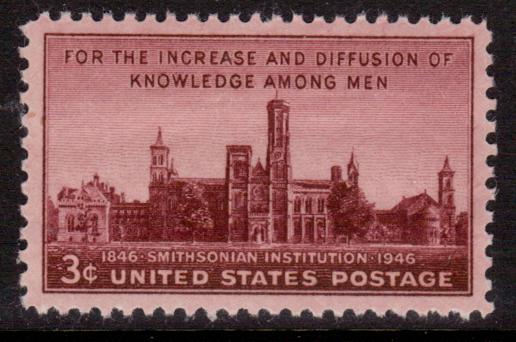 FOR THE INCREASE AND DIFFUSION OF
KNOWLEDGE AMONG MEN
1846 · SMITHSONIAN INSTITUTION · 1946
3¢ UNITED STATES POSTAGE